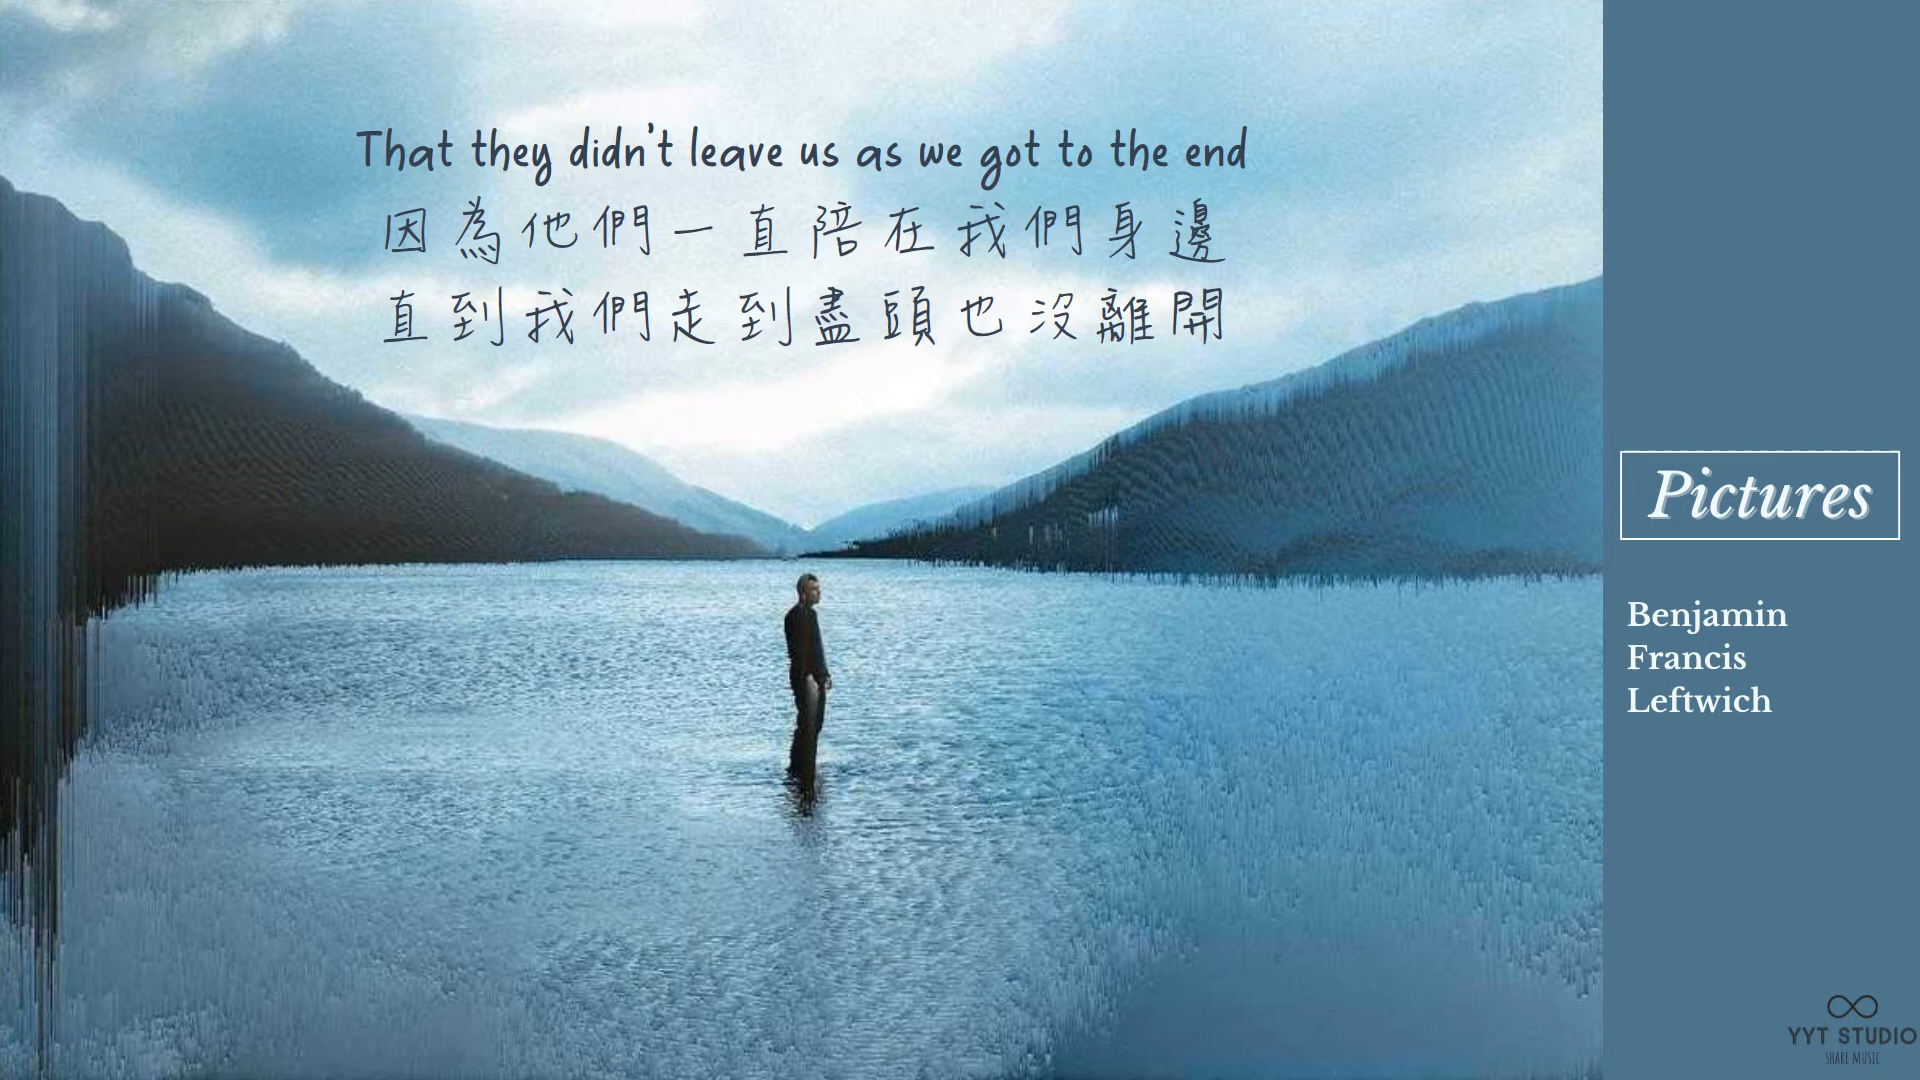 That they didn't leave us as we got to the end
因為他們一直陪在我們身邊
直到我們走到盡頭也沒離開
Pictures
Benjamin
Francis
Leftwich
YYT STUDIO
SHARE MUSIC